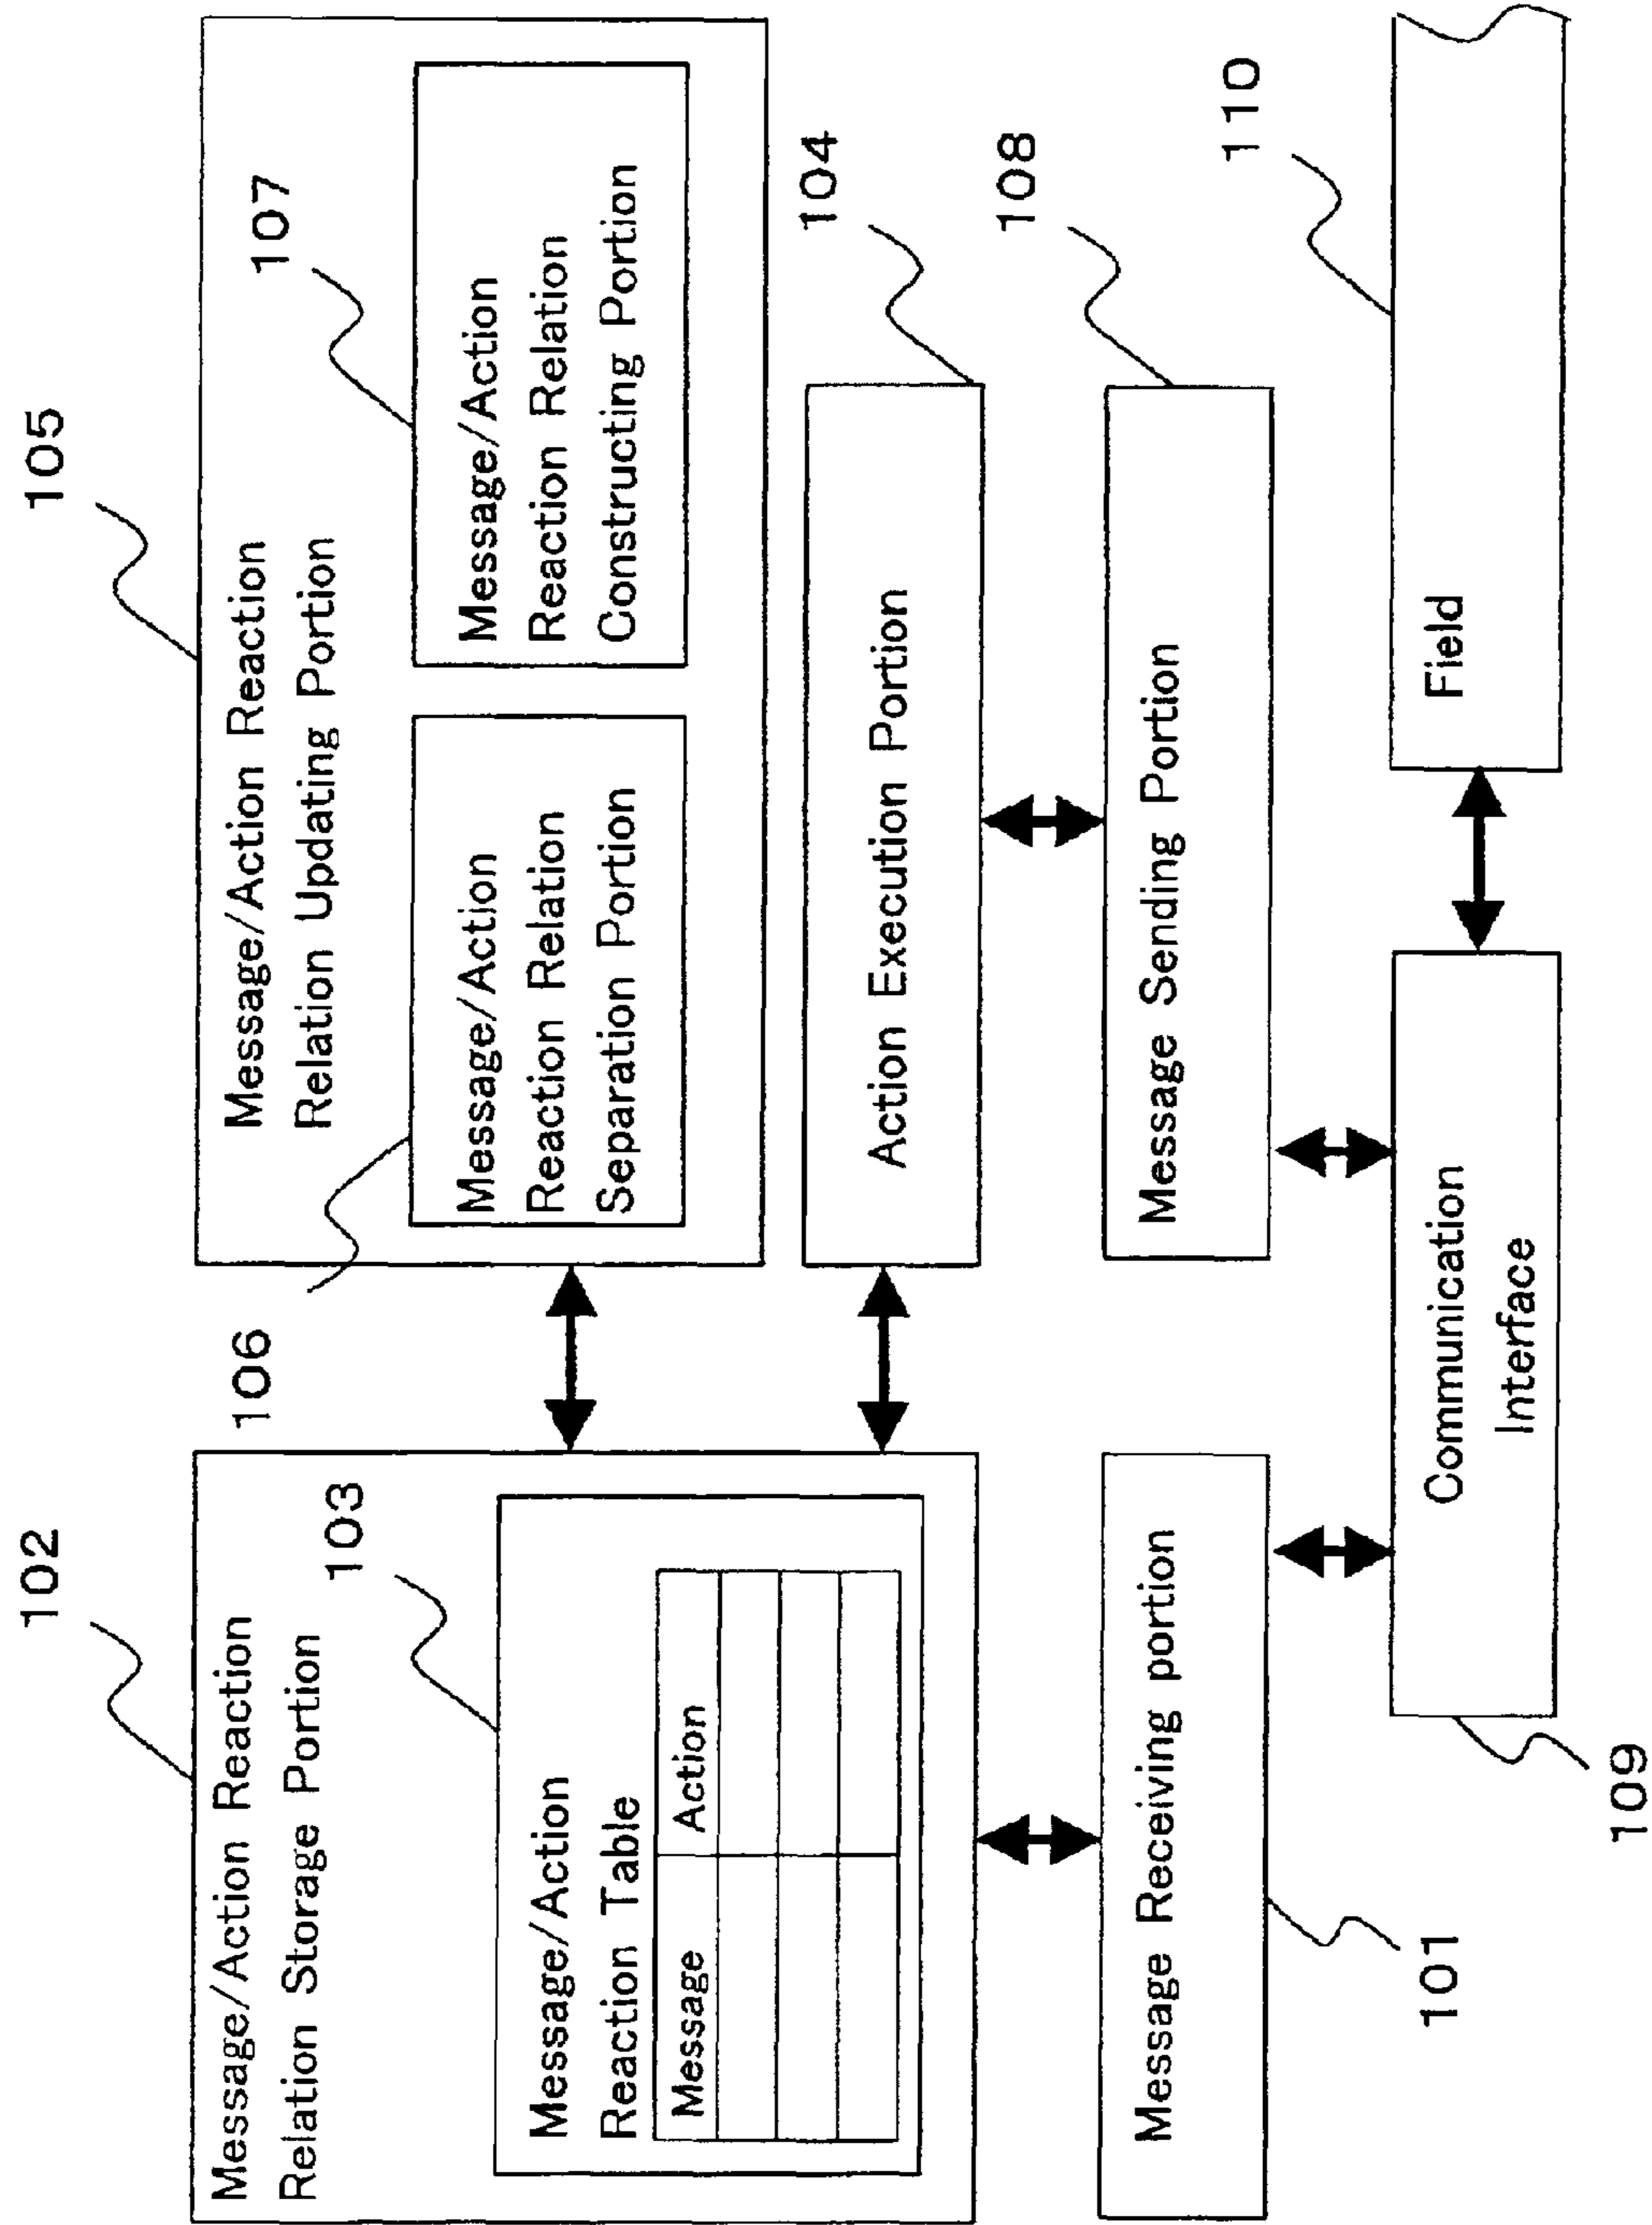 102
Message/Action Reaction
Relation Storage Portion
103
Message/Action
Reaction Table
Message Action
105
Message/Action Reaction
Relation Updating Portion
106
Message/Action
Reaction Relation
Separation Portion
107
Message/Action
Reaction Relation
Constructing Portion
104
Action Execution Portion
Message Receiving portion
101
108
Message Sending Portion
Communication
Interface
109
110
Field